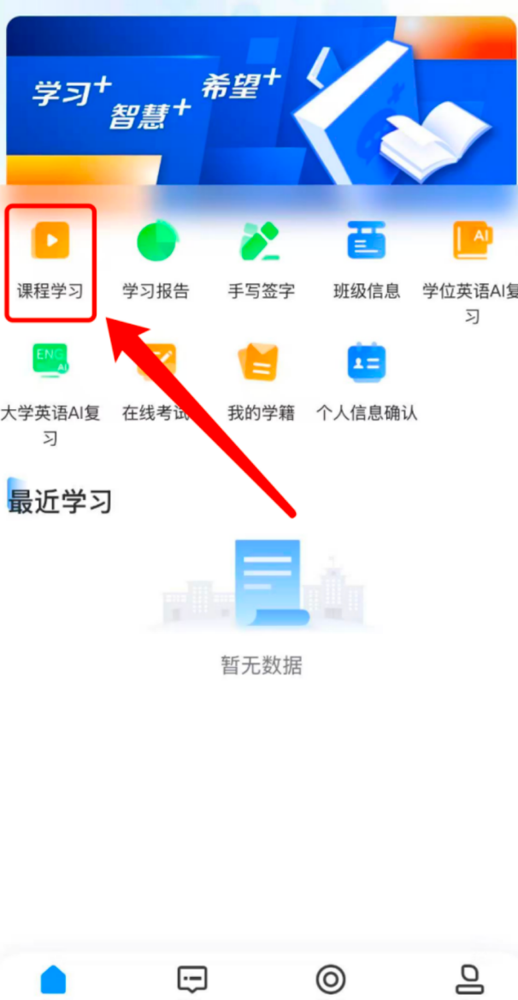 学习+
希望+
智慧+
课程学习
学习报告
手写签字
班级信息
学位英语AI复
习
AI
ENG
AI
大学英语AI复
习
在线考试
我的学籍
个人信息确认
最近学习
暂无数据